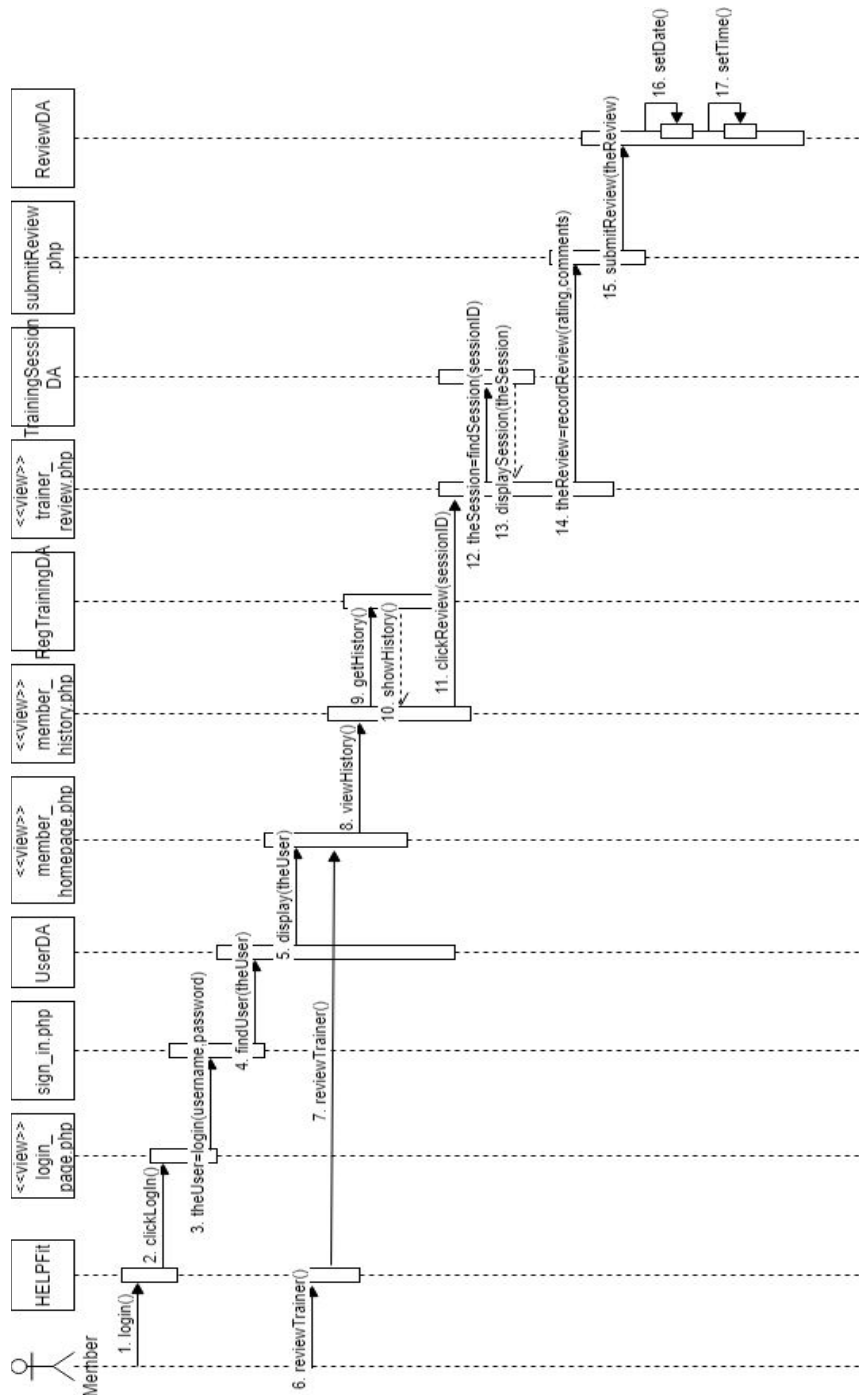 Member
HELPFit
<<view>>
login_
page.php
sign_in.php
UserDA
<<view>>
member_
homepage.php
<<view>>
member_
history.php
RegTrainingDA
<<view>>
trainer_
review.php
TrainingSession
DA
submitReview
.php
ReviewDA
1. login()
2. clickLogIn()
3. theUser=login(username,password)
4. findUser(theUser)
5. display(theUser)
6. reviewTrainer()
7. reviewTrainer()
8. viewHistory()
9. getHistory()
10. showHistory()
11. clickReview(sessionID)
12. theSession=findSession(sessionID)
13. displaySession(theSession)
14. theReview=recordReview(rating,comments)
15. submitReview(theReview)
16. setDate()
17. setTime()